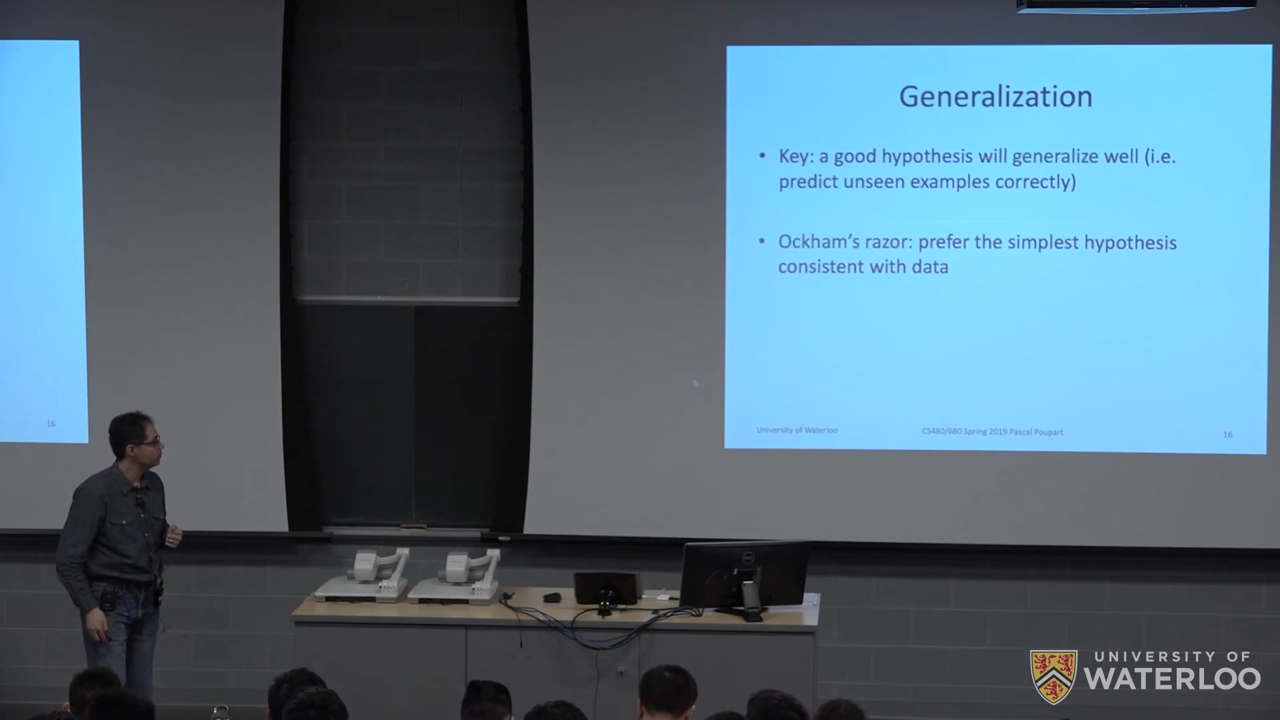 16
Generalization
• Key: a good hypothesis will generalize well (i.e.
predict unseen examples correctly)
• Ockham's razor: prefer the simplest hypothesis
consistent with data
University of Waterloo
CS480/680 Spring 2019 Pascal Poupart
16
UNIVERSITY OF
WATERLOO